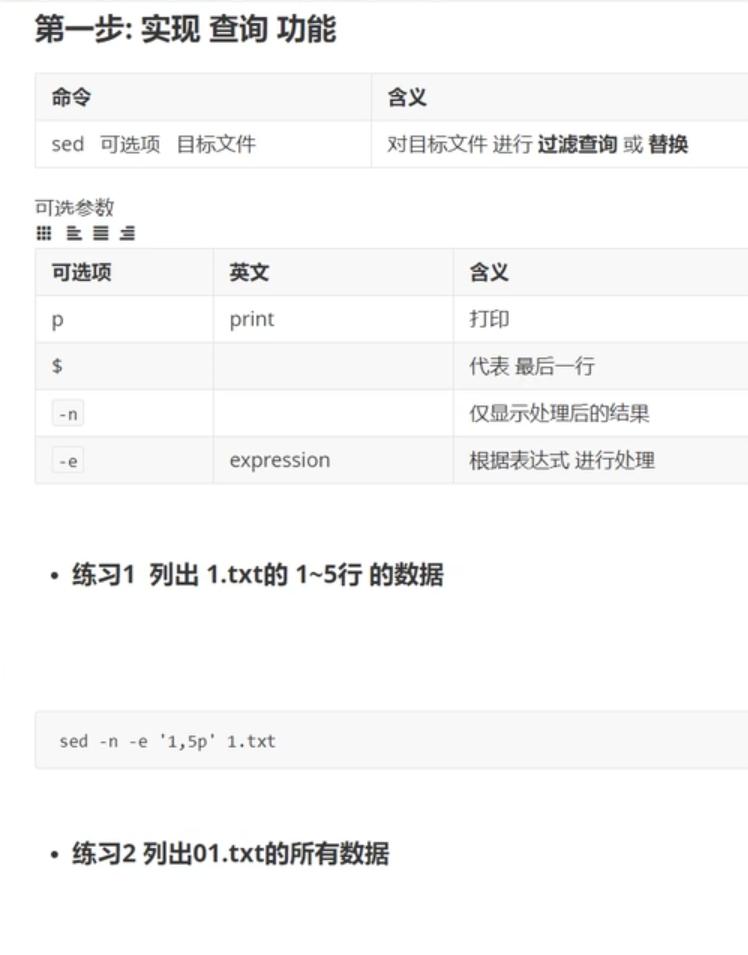 第一步: 实现 查询 功能
命令 含义
sed 可选项 目标文件 对目标文件 进行 过滤查询 或 替换
可选参数
可选项 英文 含义
p print 打印
$ 代表 最后一行
-n 仅显示处理后的结果
-e expression 根据表达式 进行处理
• 练习1 列出 1.txt的 1~5行 的数据
sed -n -e '1,5p' 1.txt
• 练习2 列出01.txt的所有数据